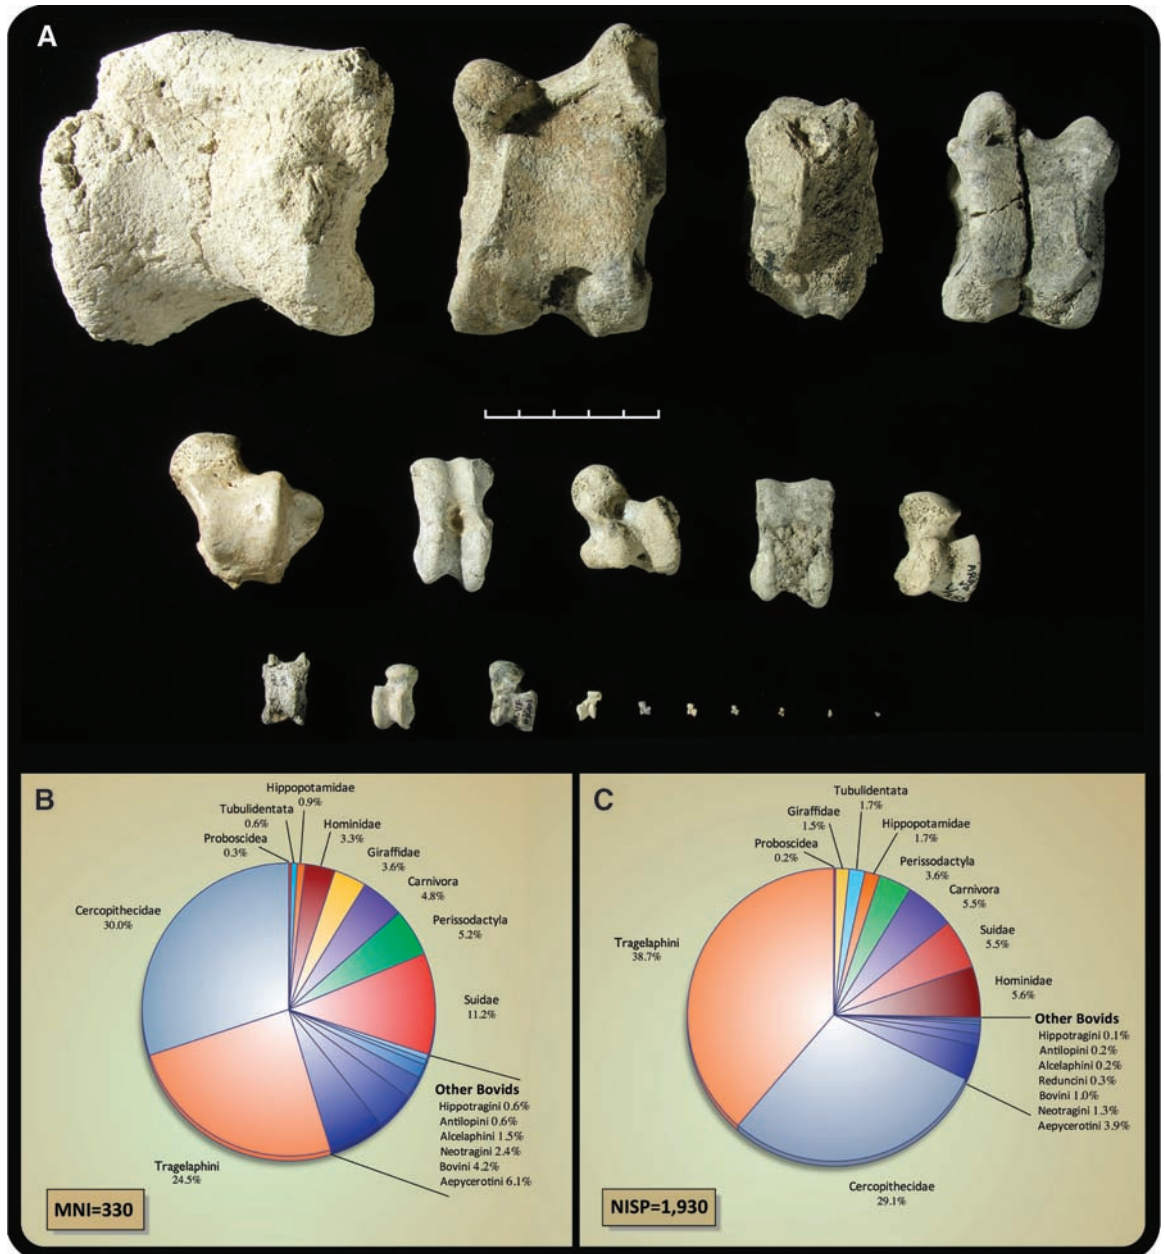 A
B
Hippopotamidae
0.9%
Tubulidentata
0.6%
Proboscidea
0.3%
Hominidae
3.3%
Giraffidae
3.6%
Carnivora
4.8%
Cercopithecidae
30.0%
Perissodactyla
5.2%
Suidae
11.2%
Other Bovids
Hippotragini 0.6%
Antilopini 0.6%
Alcelaphini 1.5%
Neotragini 2.4%
Bovini 4.2%
Aepycerotini 6.1%
Tragelaphini
24.5%
MNI=330
C
Tubulidentata
1.7%
Giraffidae
1.5%
Hippopotamidae
1.7%
Proboscidea
0.2%
Perissodactyla
3.6%
Carnivora
5.5%
Suidae
5.5%
Tragelaphini
38.7%
Hominidae
5.6%
Other Bovids
Hippotragini 0.1%
Antilopini 0.2%
Alcelaphini 0.2%
Reduncini 0.3%
Bovini 1.0%
Neotragini 1.3%
Aepycerotini 3.9%
Cercopithecidae
29.1%
NISP=1,930